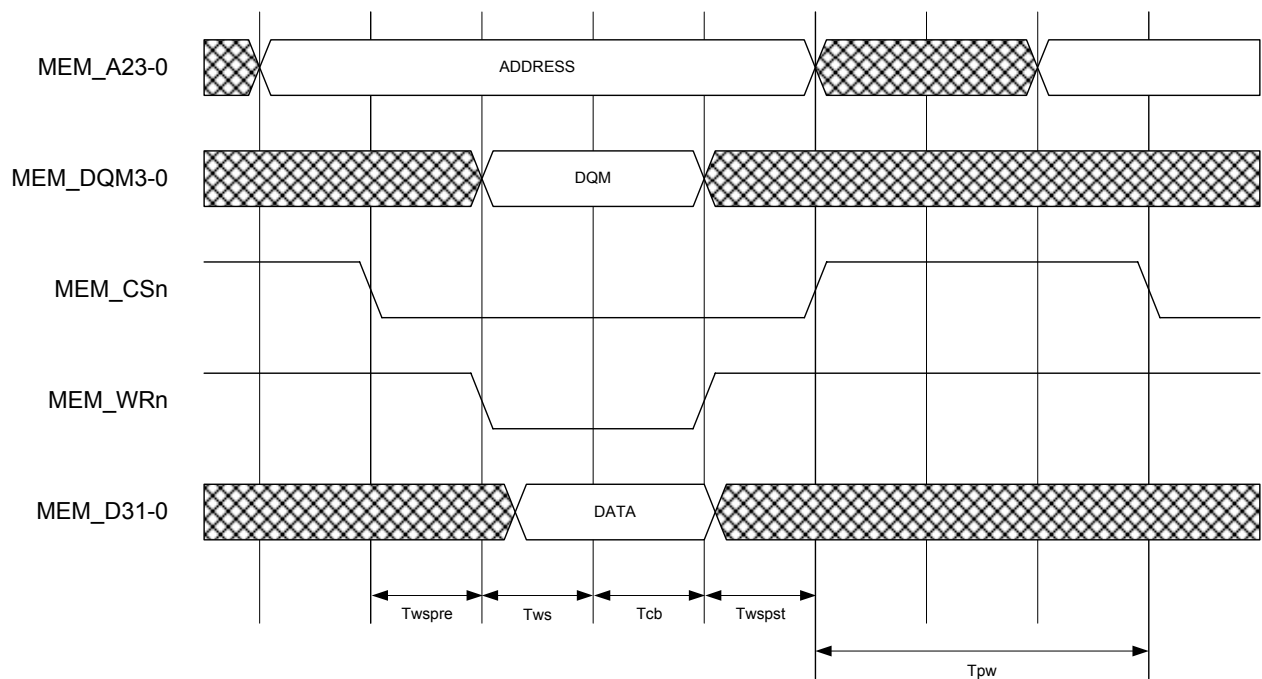 MEM_A23-0
ADDRESS
MEM_DQM3-0
DQM
MEM_CSn
MEM_WRn
MEM_D31-0
DATA
Twspre
Tws
Tcb
Twspst
Tpw